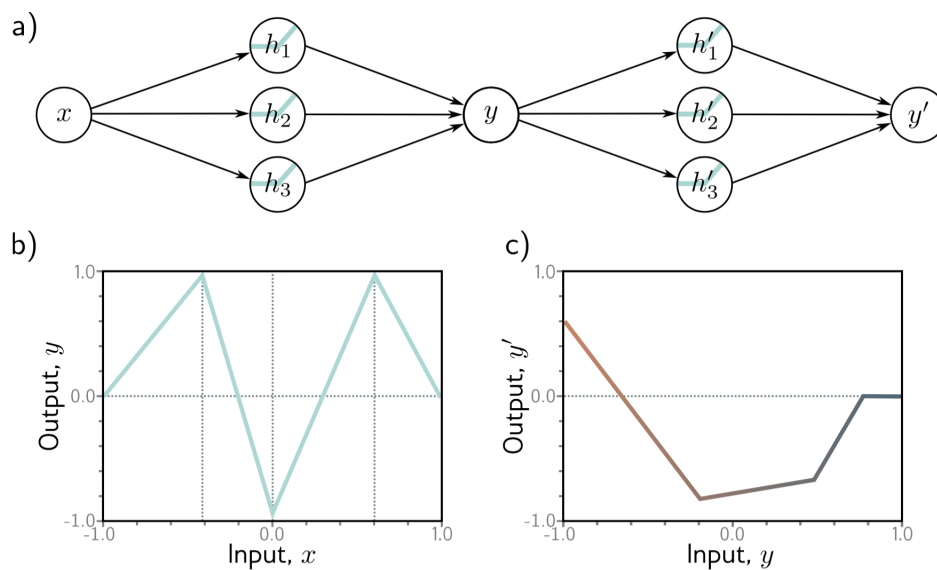 a)
x
h₁
h₂
h₃
y
h′₁
h′₂
h′₃
y′
b)
Output, y
1.0
0.0
-1.0
-1.0
0.0
1.0
Input, x
c)
Output, y′
1.0
0.0
-1.0
-1.0
0.0
1.0
Input, y